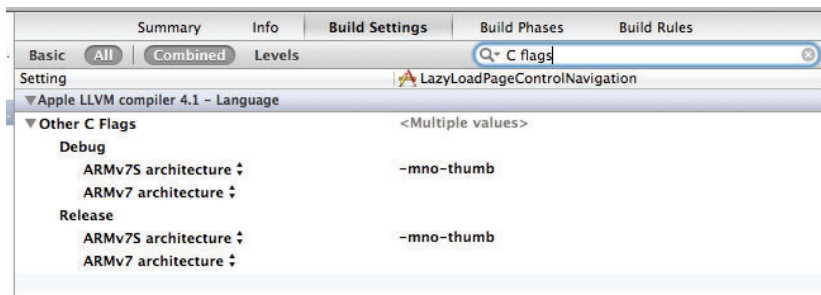 Summary Info Build Settings Build Phases Build Rules
Basic All Combined Levels C flags
Setting LazyLoadPageControlNavigation
Apple LLVM compiler 4.1 – Language
Other C Flags <Multiple values>
Debug
ARMv7S architecture -mno-thumb
ARMv7 architecture
Release
ARMv7S architecture -mno-thumb
ARMv7 architecture